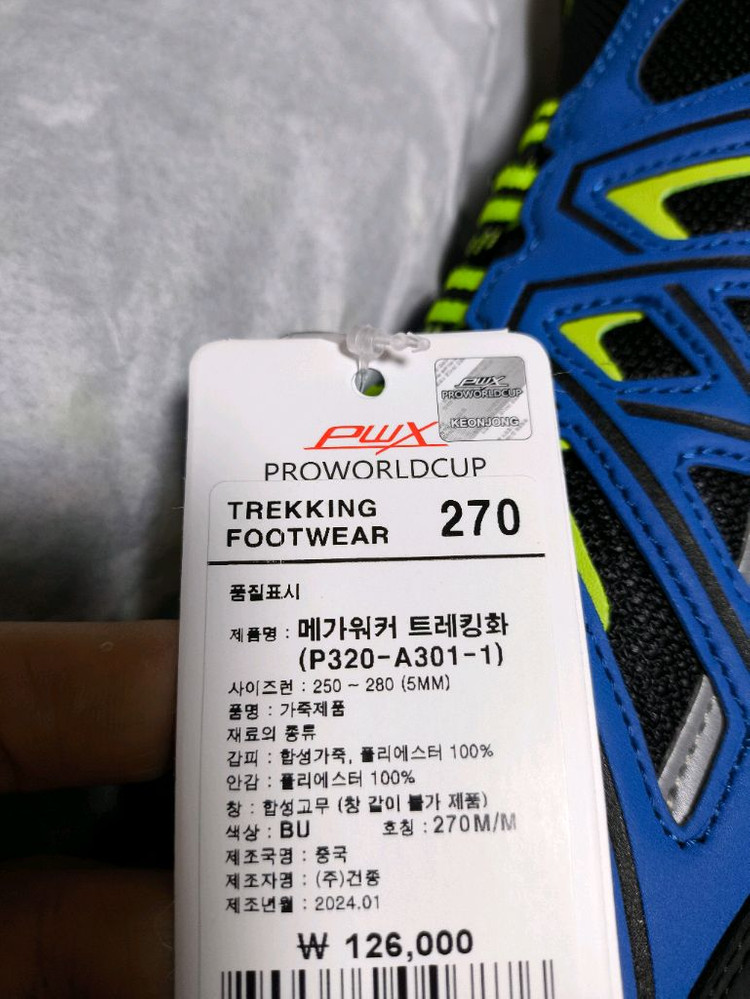 PWX
PROWORLDCUP
KEONJONG
PWX
PROWORLDCUP
TREKKING
FOOTWEAR 270
품질표시
제품명 : 메가워커 트레킹화
(P320-A301-1)
사이즈런 : 250 ~ 280 (5MM)
품명 : 가죽제품
재료의 종류
갑피 : 합성가죽, 폴리에스터 100%
안감 : 폴리에스터 100%
창 : 합성고무 (창 갈이 불가 제품)
색상 : BU 호칭 : 270M/M
제조국명 : 중국
제조자명 : (주)건종
제조년월 : 2024.01
₩ 126,000